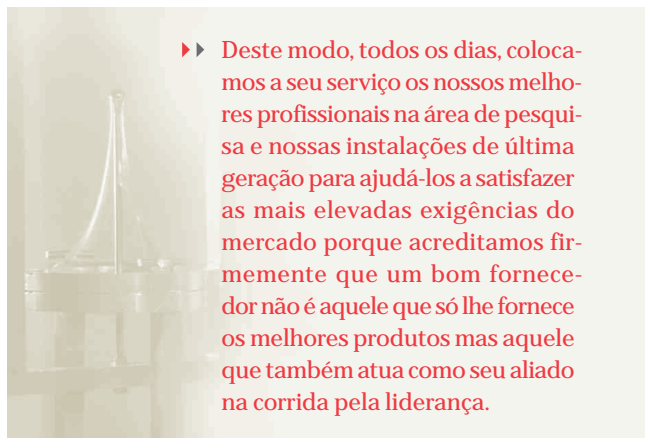 Deste modo, todos os dias, coloca-
mos a seu serviço os nossos melho-
res profissionais na área de pesqui-
sa e nossas instalações de última
geração para ajudá-los a satisfazer
as mais elevadas exigências do
mercado porque acreditamos fir-
memente que um bom fornece-
dor não é aquele que só lhe fornece
os melhores produtos mas aquele
que também atua como seu aliado
na corrida pela liderança.